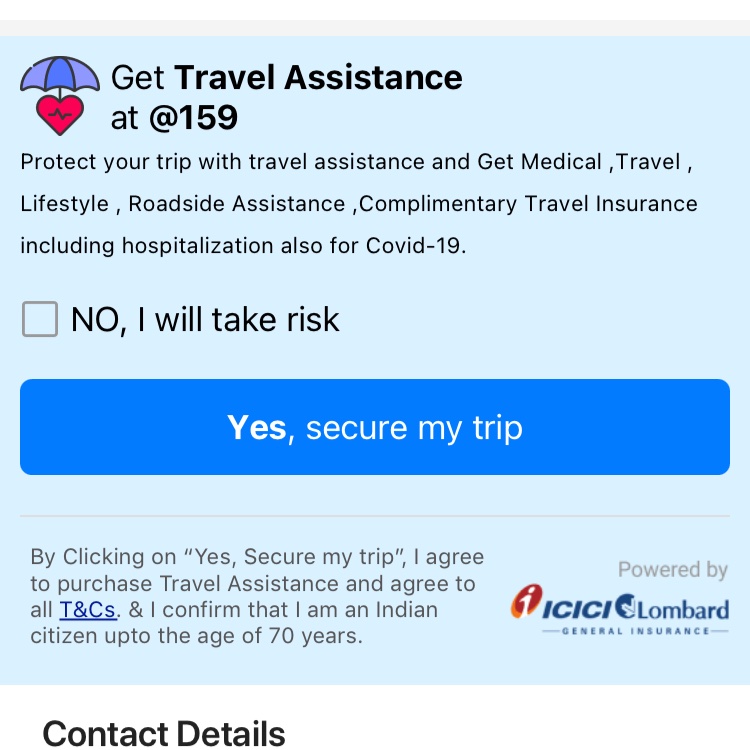 Get Travel Assistance
at @159
Protect your trip with travel assistance and Get Medical ,Travel ,
Lifestyle , Roadside Assistance ,Complimentary Travel Insurance
including hospitalization also for Covid-19.
NO, I will take risk
Yes, secure my trip
By Clicking on “Yes, Secure my trip”, I agree
to purchase Travel Assistance and agree to
all T&Cs. & I confirm that I am an Indian
citizen upto the age of 70 years.
Powered by
ICICI Lombard
GENERAL INSURANCE
Contact Details